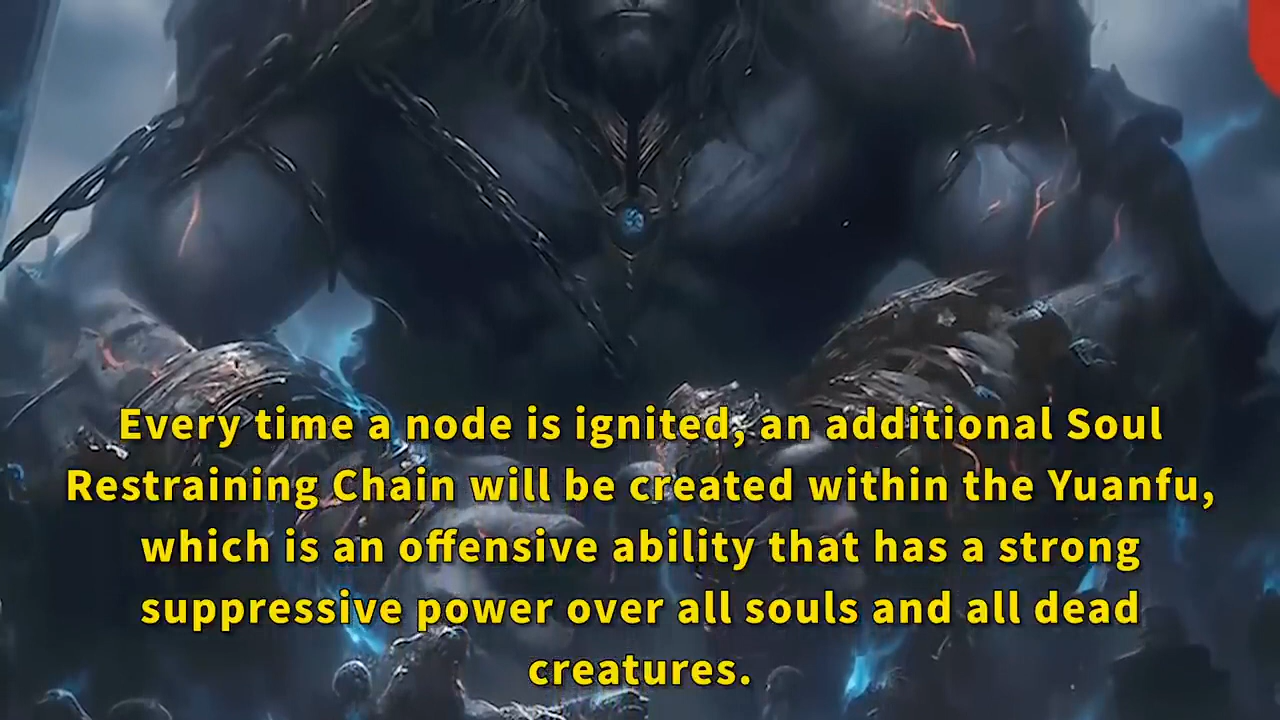 Every time a node is ignited, an additional Soul
Restraining Chain will be created within the Yuanfu,
which is an offensive ability that has a strong
suppressive power over all souls and all dead
creatures.